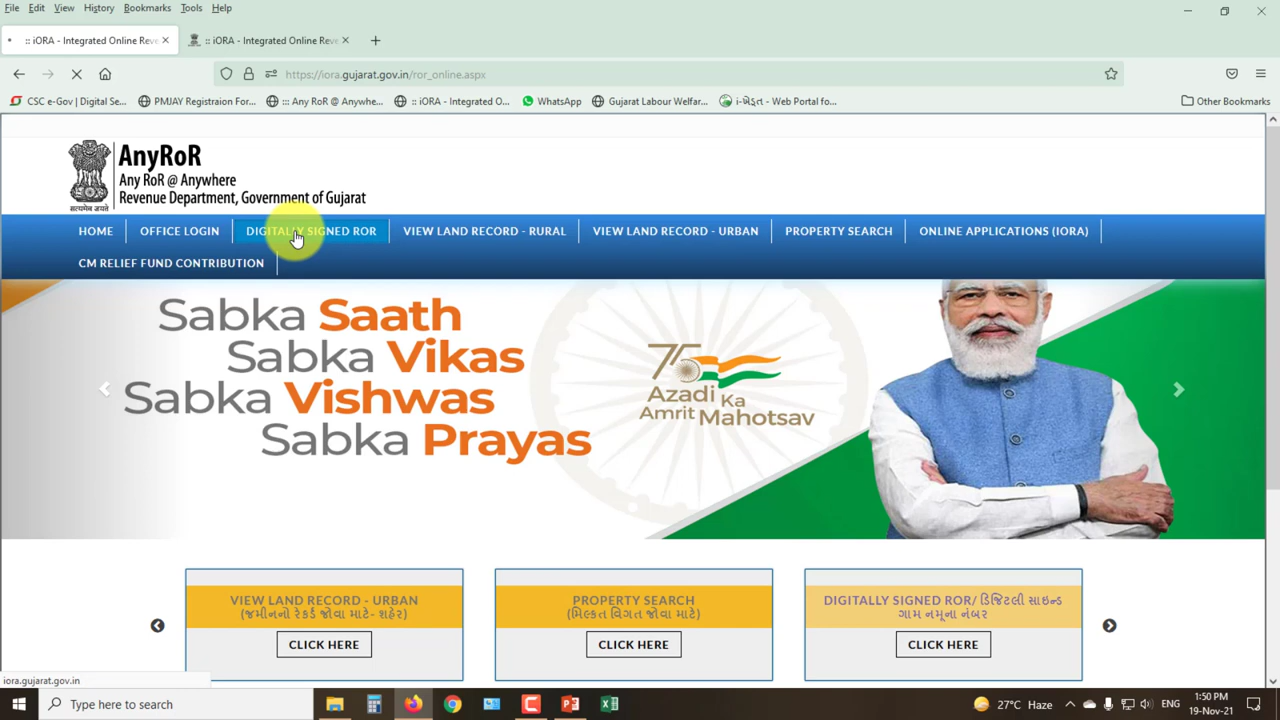 File Edit View History Bookmarks Tools Help
:: iORA - Integrated Online Reve
:: iORA - Integrated Online Reve
https://iora.gujarat.gov.in/ror_online.aspx
CSC e-Gov | Digital Se... PMJAY Registraion For... ::: Any RoR @ Anywhe... :: iORA - Integrated O... WhatsApp Gujarat Labour Welfar... i-ખેડૂત - Web Portal fo... Other Bookmarks
सत्यमेव जयते
AnyRoR
Any RoR @ Anywhere
Revenue Department, Government of Gujarat
HOME OFFICE LOGIN DIGITALLY SIGNED ROR VIEW LAND RECORD - RURAL VIEW LAND RECORD - URBAN PROPERTY SEARCH ONLINE APPLICATIONS (IORA)
CM RELIEF FUND CONTRIBUTION
Sabka Saath
Sabka Vikas
Sabka Vishwas
Sabka Prayas
75
Azadi Ka
Amrit Mahotsav
VIEW LAND RECORD - URBAN
(જમીનનો રેકર્ડ જોવા માટે- શહેર)
CLICK HERE
PROPERTY SEARCH
(મિલ્કત વિગત જોવા માટે)
CLICK HERE
DIGITALLY SIGNED ROR/ ડિજિટલી સાઇન્ડ
ગામ નમૂના નંબર
CLICK HERE
iora.gujarat.gov.in
Type here to search
27°C Haze
ENG
1:50 PM
19-Nov-21